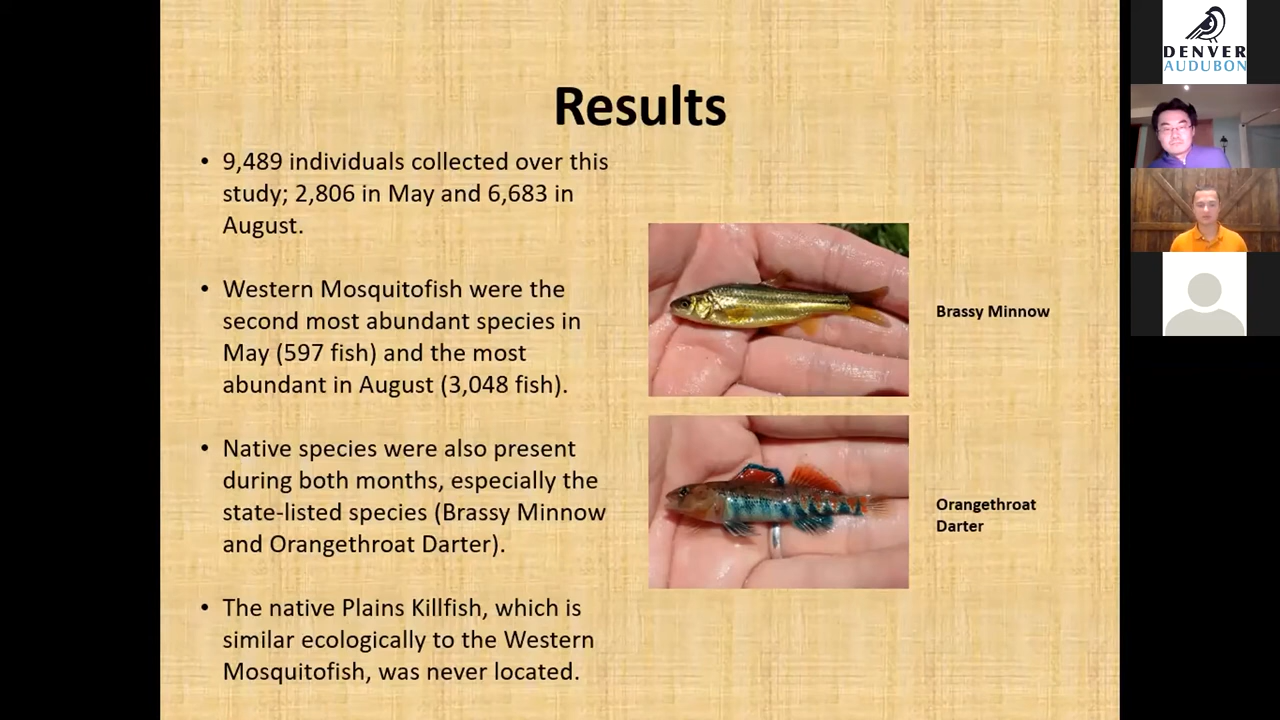 Results
• 9,489 individuals collected over this
study; 2,806 in May and 6,683 in
August.
• Western Mosquitofish were the
second most abundant species in
May (597 fish) and the most
abundant in August (3,048 fish).
• Native species were also present
during both months, especially the
state-listed species (Brassy Minnow
and Orangethroat Darter).
• The native Plains Killfish, which is
similar ecologically to the Western
Mosquitofish, was never located.
Brassy Minnow
Orangethroat
Darter
DENVER
AUDUBON